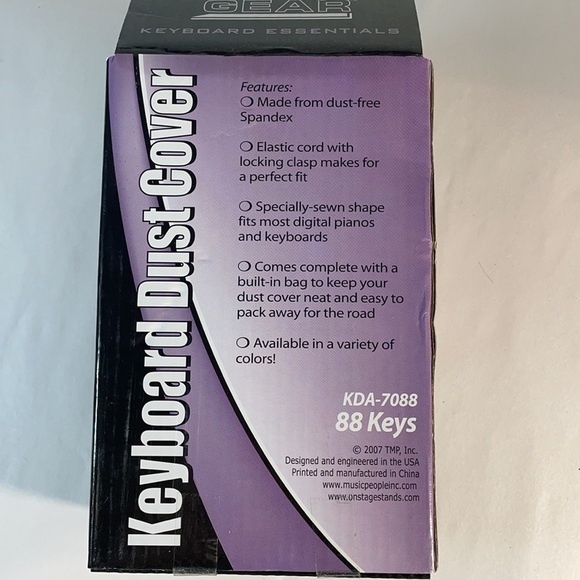 GEAR
KEYBOARD ESSENTIALS
Keyboard Dust Cover
Features:
❍ Made from dust-free
Spandex
❍ Elastic cord with
locking clasp makes for
a perfect fit
❍ Specially-sewn shape
fits most digital pianos
and keyboards
❍ Comes complete with a
built-in bag to keep your
dust cover neat and easy to
pack away for the road
❍ Available in a variety of
colors!
KDA-7088
88 Keys
© 2007 TMP, Inc.
Designed and engineered in the USA
Printed and manufactured in China
www.musicpeopleinc.com
www.onstagestands.com